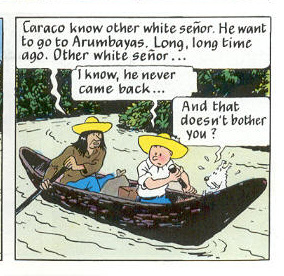 Caraco know other white señor. He want
to go to Arumbayas. Long, long time
ago. Other white señor...
I know, he never
came back...
And that
doesn't bother
you?